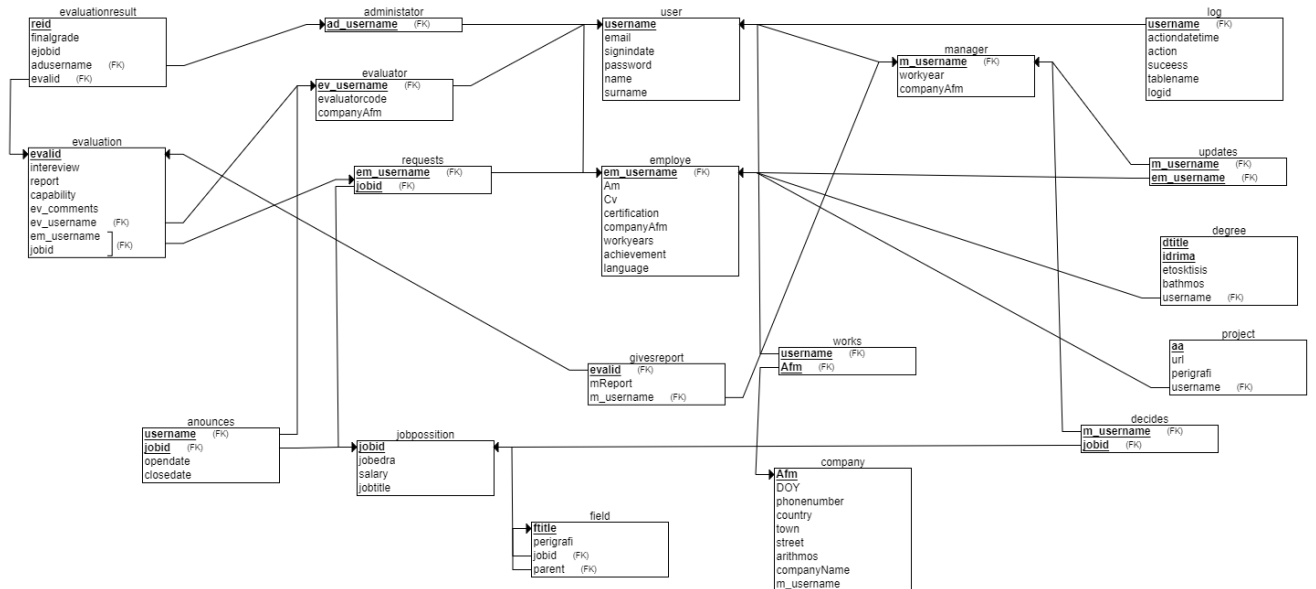 evaluationresult
reid
finalgrade
ejobid
adusername (FK)
evalid (FK)
administator
ad_username (FK)
user
username
email
signindate
password
name
surname
log
username (FK)
actiondatetime
action
suceess
tablename
logid
manager
m_username (FK)
workyear
companyAfm
evaluator
ev_username (FK)
evaluatorcode
companyAfm
evaluation
evalid
intereview
report
capability
ev_comments
ev_username (FK)
em_username
jobid
(FK)
requests
em_username (FK)
jobid (FK)
employe
em_username (FK)
Am
Cv
certification
companyAfm
workyears
achievement
language
updates
m_username (FK)
em_username (FK)
degree
dtitle
idrima
etosktisis
bathmos
username (FK)
project
aa
url
perigrafi
username (FK)
works
username (FK)
Afm (FK)
givesreport
evalid (FK)
mReport
m_username (FK)
anounces
username (FK)
jobid (FK)
opendate
closedate
jobpossition
jobid
jobedra
salary
jobtitle
decides
m_username (FK)
jobid (FK)
company
Afm
DOY
phonenumber
country
town
street
arithmos
companyName
m_username
field
ftitle
perigrafi
jobid (FK)
parent (FK)